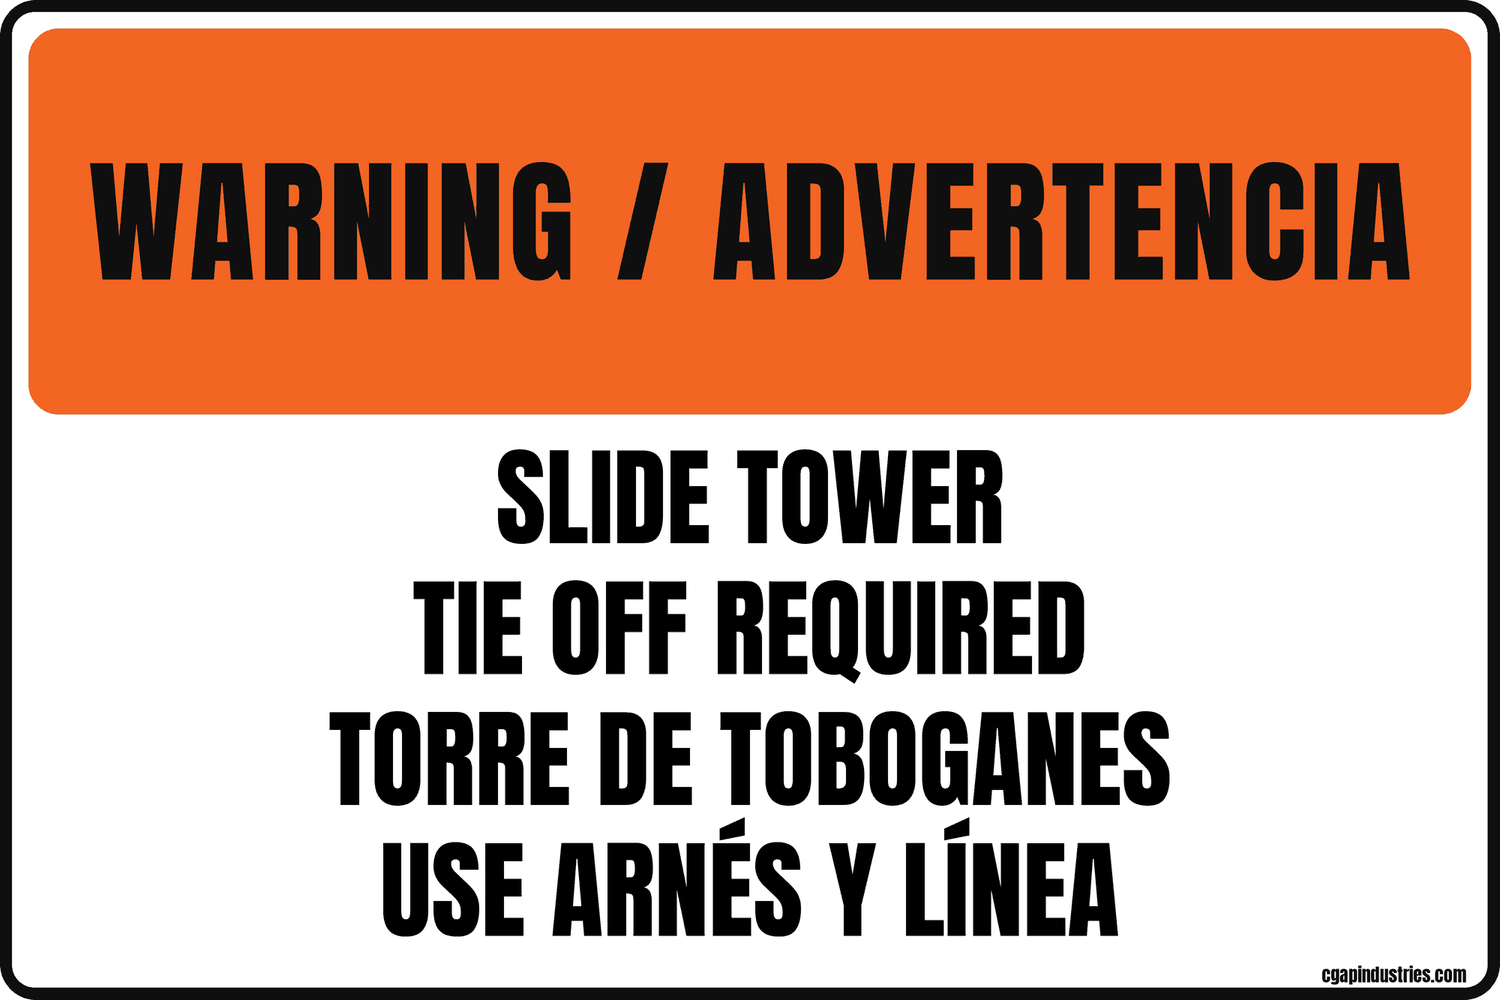 WARNING / ADVERTENCIA
SLIDE TOWER
TIE OFF REQUIRED
TORRE DE TOBOGANES
USE ARNÉS Y LÍNEA
cgapindustries.com